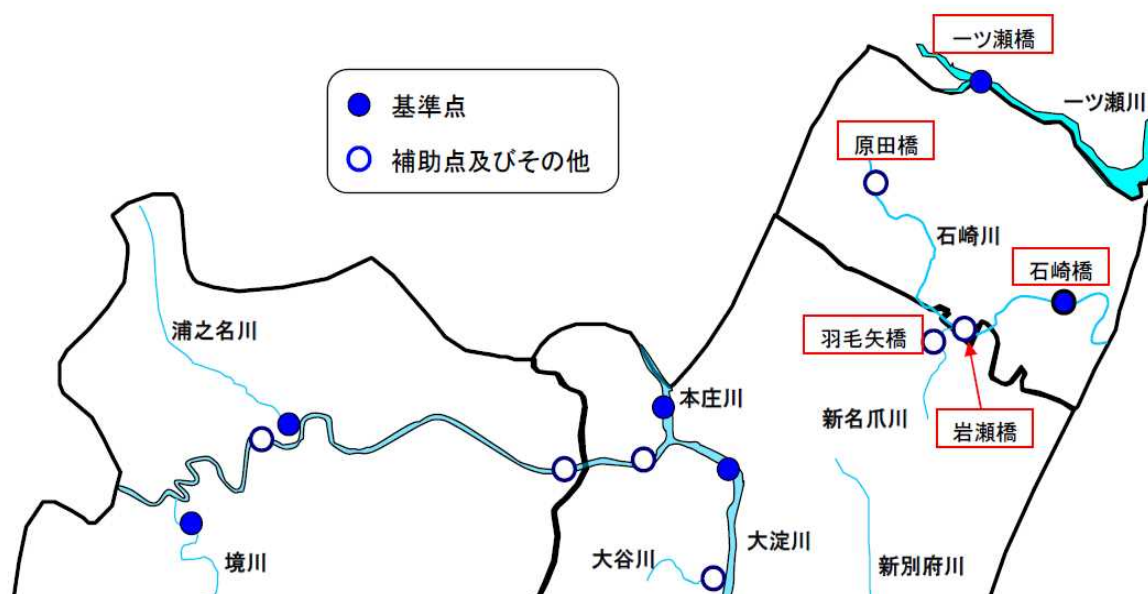 一ツ瀬橋
基準点
一ツ瀬川
原田橋
補助点及びその他
石崎川
石崎橋
浦之名川
羽毛矢橋
本庄川
新名爪川
岩瀬橋
大谷川
大淀川
境川
新別府川